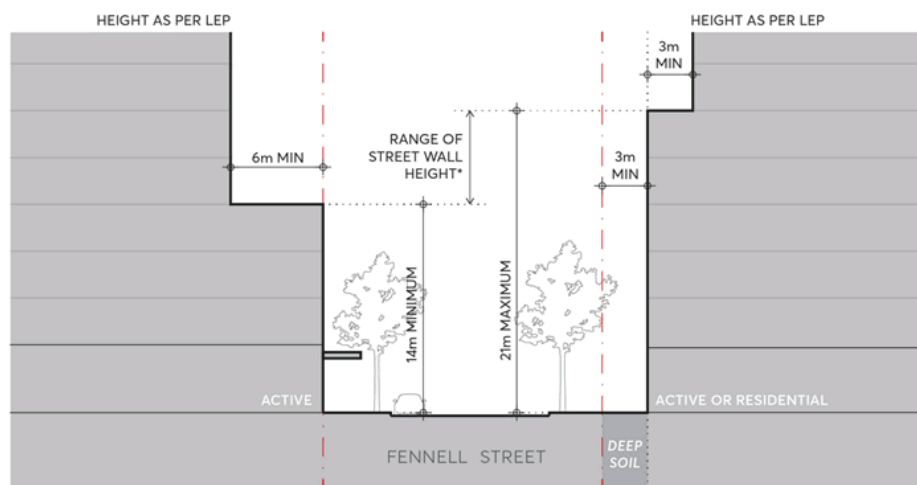 HEIGHT AS PER LEP
HEIGHT AS PER LEP
3m
MIN
RANGE OF
STREET WALL
HEIGHT*
6m MIN
3m
MIN
14m MINIMUM
21m MAXIMUM
ACTIVE
ACTIVE OR RESIDENTIAL
FENNELL STREET
DEEP
SOIL